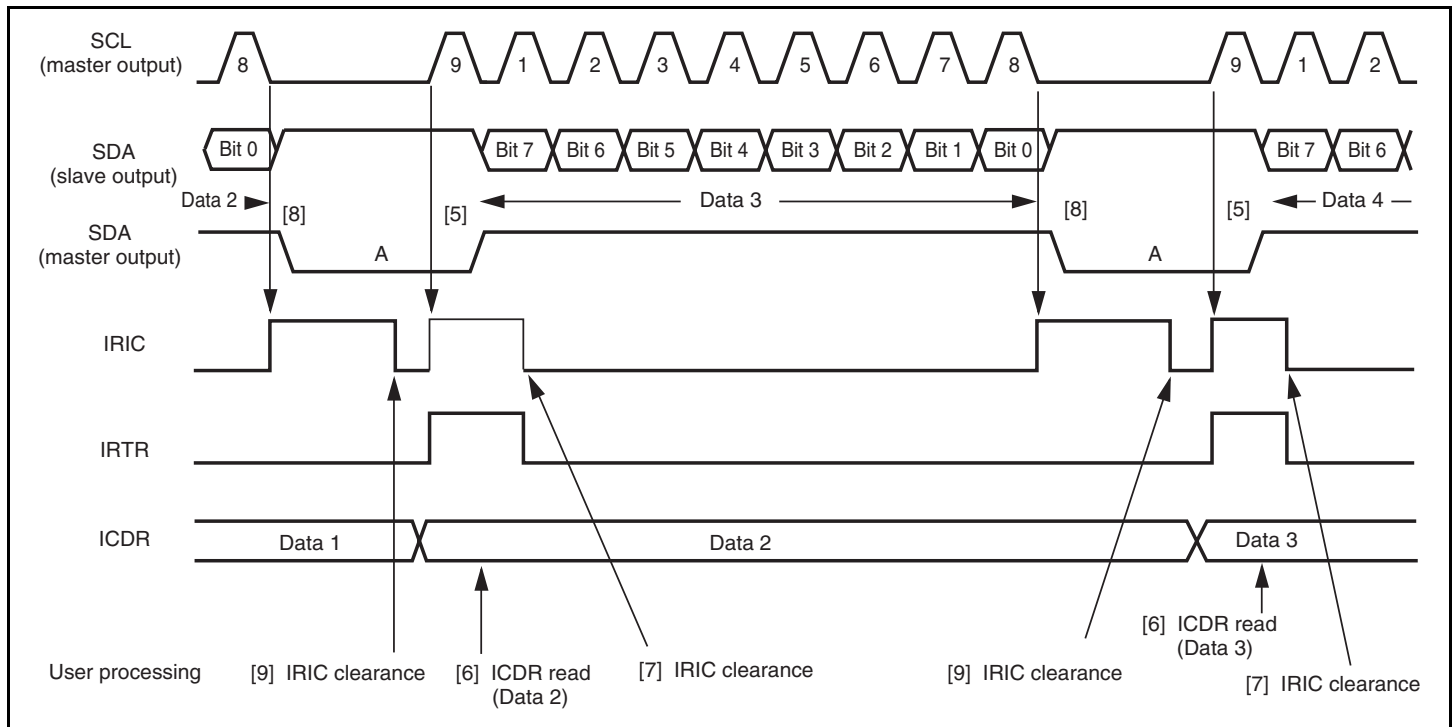 SCL
(master output)
8 9 1 2 3 4 5 6 7 8 9 1 2
SDA
(slave output)
Bit 0 Bit 7 Bit 6 Bit 5 Bit 4 Bit 3 Bit 2 Bit 1 Bit 0 Bit 7 Bit 6
Data 2 [8] [5] Data 3 [8] [5] Data 4
SDA
(master output)
A A
IRIC
IRTR
ICDR
Data 1 Data 2 Data 3
User processing
[9] IRIC clearance
[6] ICDR read
(Data 2)
[7] IRIC clearance
[9] IRIC clearance
[6] ICDR read
(Data 3)
[7] IRIC clearance